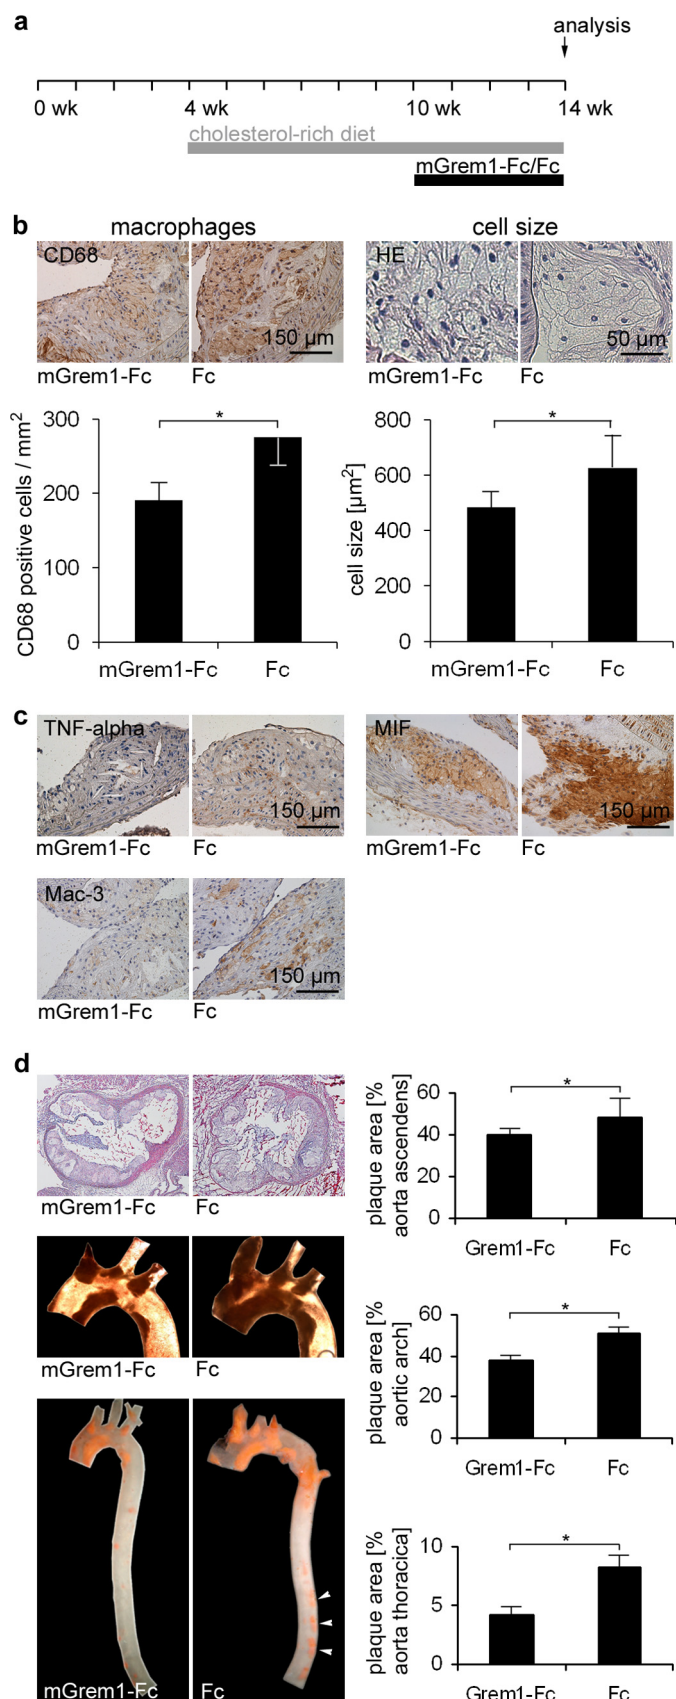 a
analysis
0 wk 4 wk 10 wk 14 wk
cholesterol-rich diet
mGrem1-Fc/Fc
b
macrophages cell size
CD68 HE
150 µm 50 µm
mGrem1-Fc Fc mGrem1-Fc Fc
CD68 positive cells / mm²
300
200
100
0
*
mGrem1-Fc Fc
cell size [µm²]
800
600
400
200
0
*
mGrem1-Fc Fc
c
TNF-alpha MIF
150 µm 150 µm
mGrem1-Fc Fc mGrem1-Fc Fc
Mac-3
150 µm
mGrem1-Fc Fc
d
mGrem1-Fc Fc
plaque area [%
aorta ascendens]
60
40
20
0
*
Grem1-Fc Fc
mGrem1-Fc Fc
plaque area [%
aortic arch]
60
40
20
0
*
Grem1-Fc Fc
mGrem1-Fc Fc
plaque area [%
aorta thoracica]
10
5
0
*
Grem1-Fc Fc